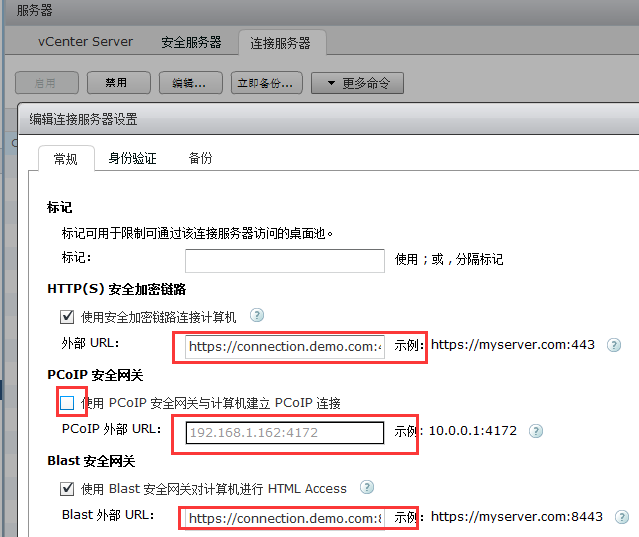 服务器
vCenter Server 安全服务器 连接服务器
启用 禁用 编辑... 立即备份... 更多命令
编辑连接服务器设置
常规 身份验证 备份
标记
标记可用于限制可通过该连接服务器访问的桌面池。
标记： 使用 ; 或 , 分隔标记
HTTP(S) 安全加密链路
使用安全加密链路连接计算机 ?
外部 URL： https://connection.demo.com:4 示例: https://myserver.com:443 ?
PCoIP 安全网关
使用 PCoIP 安全网关与计算机建立 PCoIP 连接
PCoIP 外部 URL： 192.168.1.162:4172 示例: 10.0.0.1:4172 ?
Blast 安全网关
使用 Blast 安全网关对计算机进行 HTML Access ?
Blast 外部 URL： https://connection.demo.com:8 示例: https://myserver.com:8443 ?